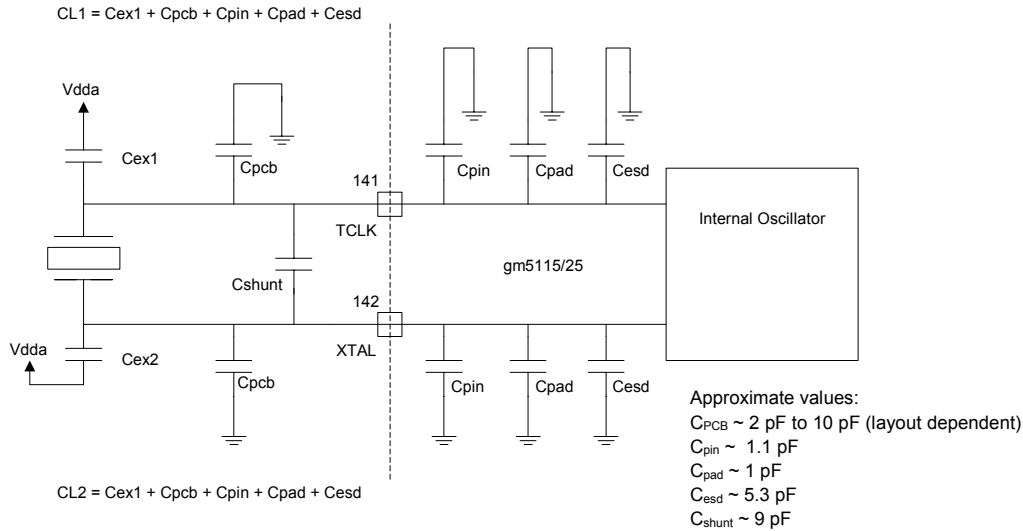 CL1 = Cex1 + Cpcb + Cpin + Cpad + Cesd
Vdda
Cex1
Cpcb
Cpin
Cpad
Cesd
141
TCLK
Internal Oscillator
gm5115/25
Cshunt
142
XTAL
Vdda
Cex2
Cpcb
Cpin
Cpad
Cesd
Approximate values:
CPCB ~ 2 pF to 10 pF (layout dependent)
Cpin ~ 1.1 pF
Cpad ~ 1 pF
Cesd ~ 5.3 pF
Cshunt ~ 9 pF
CL2 = Cex1 + Cpcb + Cpin + Cpad + Cesd